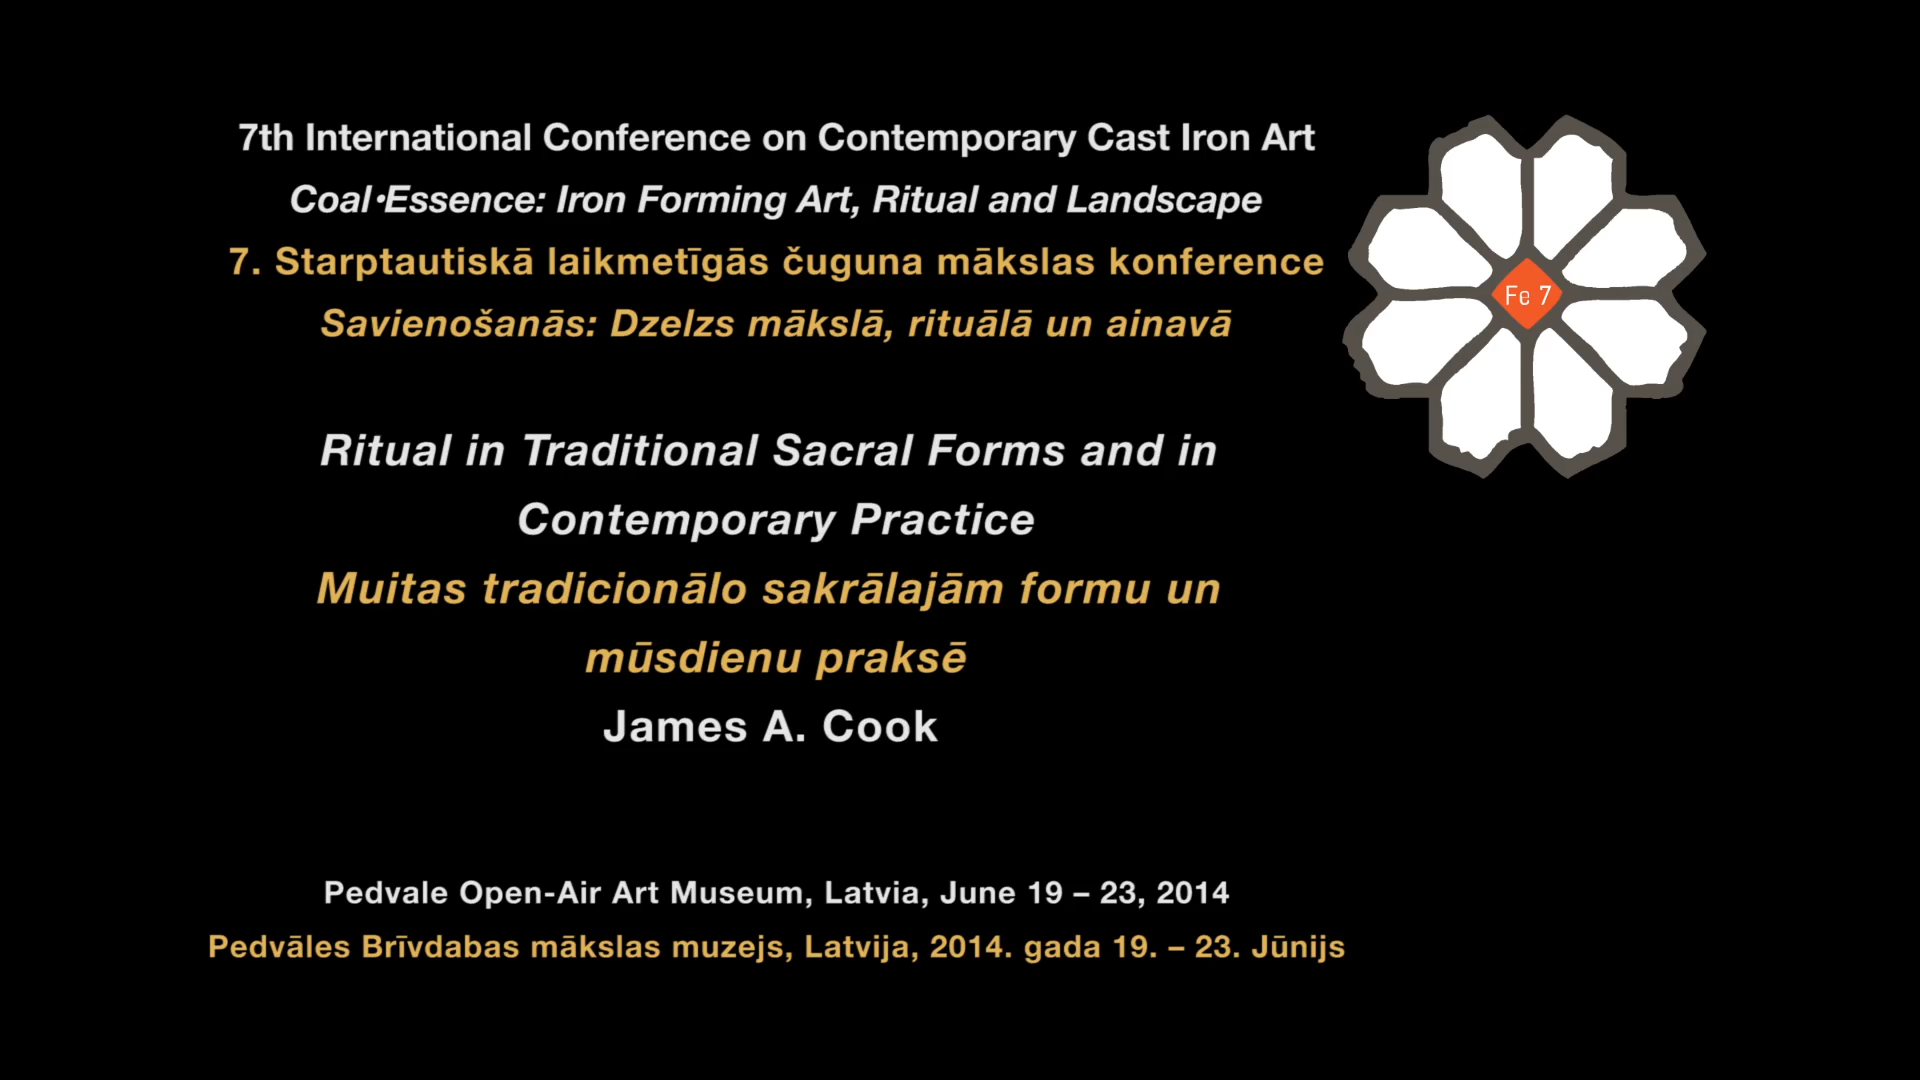 7th International Conference on Contemporary Cast Iron Art
Coal•Essence: Iron Forming Art, Ritual and Landscape
7. Starptautiskā laikmetīgās čuguna mākslas konference
Savienošanās: Dzelzs mākslā, rituālā un ainavā
Fe 7
Ritual in Traditional Sacral Forms and in
Contemporary Practice
Muitas tradicionālo sakrālajām formu un
mūsdienu praksē
James A. Cook
Pedvale Open-Air Art Museum, Latvia, June 19 – 23, 2014
Pedvāles Brīvdabas mākslas muzejs, Latvija, 2014. gada 19. – 23. Jūnijs